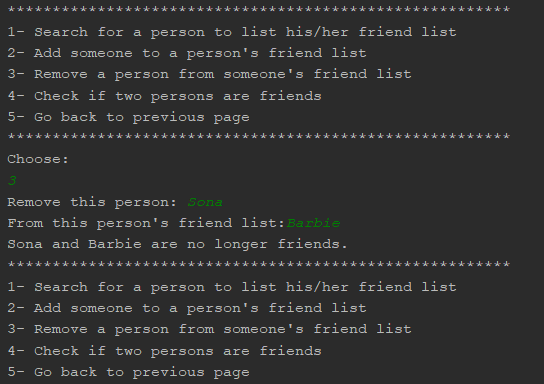 ********************************************************
1- Search for a person to list his/her friend list
2- Add someone to a person's friend list
3- Remove a person from someone's friend list
4- Check if two persons are friends
5- Go back to previous page
********************************************************
Choose:
3
Remove this person: Sona
From this person's friend list:Barbie
Sona and Barbie are no longer friends.
********************************************************
1- Search for a person to list his/her friend list
2- Add someone to a person's friend list
3- Remove a person from someone's friend list
4- Check if two persons are friends
5- Go back to previous page